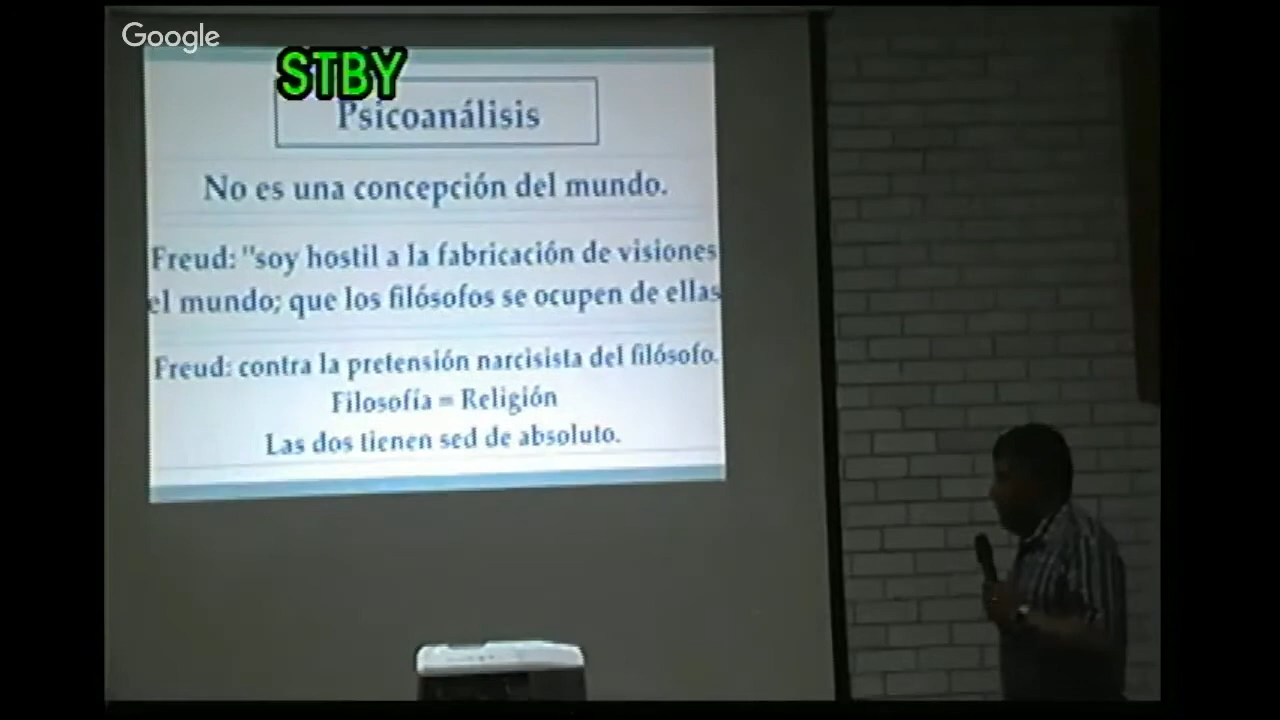 Google
STBY
Psicoanálisis
No es una concepción del mundo.
Freud: "soy hostil a la fabricación de visiones
el mundo; que los filósofos se ocupen de ellas
Freud: contra la pretensión narcisista del filósofo.
Filosofía = Religión
Las dos tienen sed de absoluto.